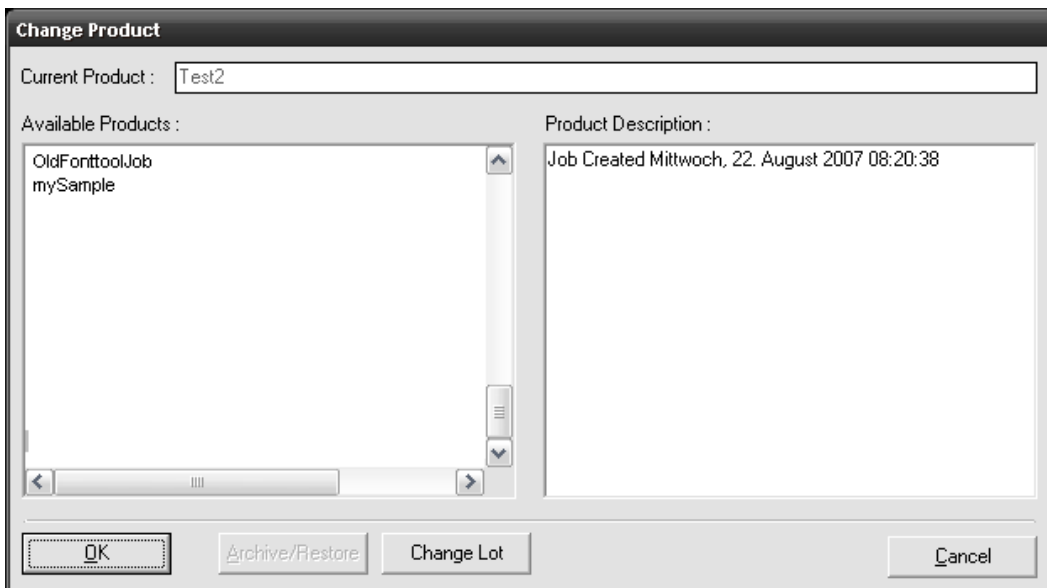 Change Product
Current Product : Test2
Available Products :
OldFonttoolJob
mySample
Product Description :
Job Created Mittwoch, 22. August 2007 08:20:38
OK
Archive/Restore
Change Lot
Cancel